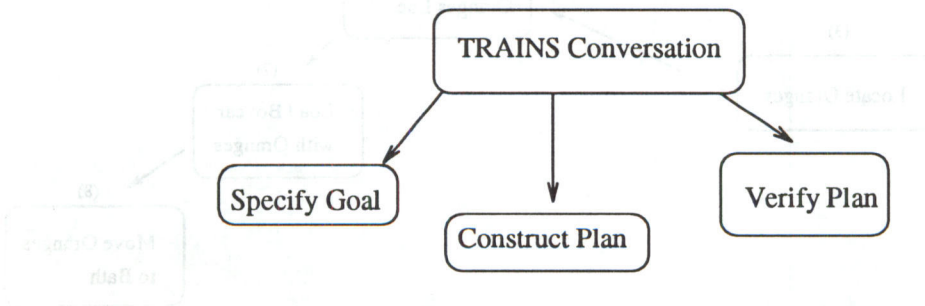 TRAINS Conversation
Specify Goal
Construct Plan
Verify Plan